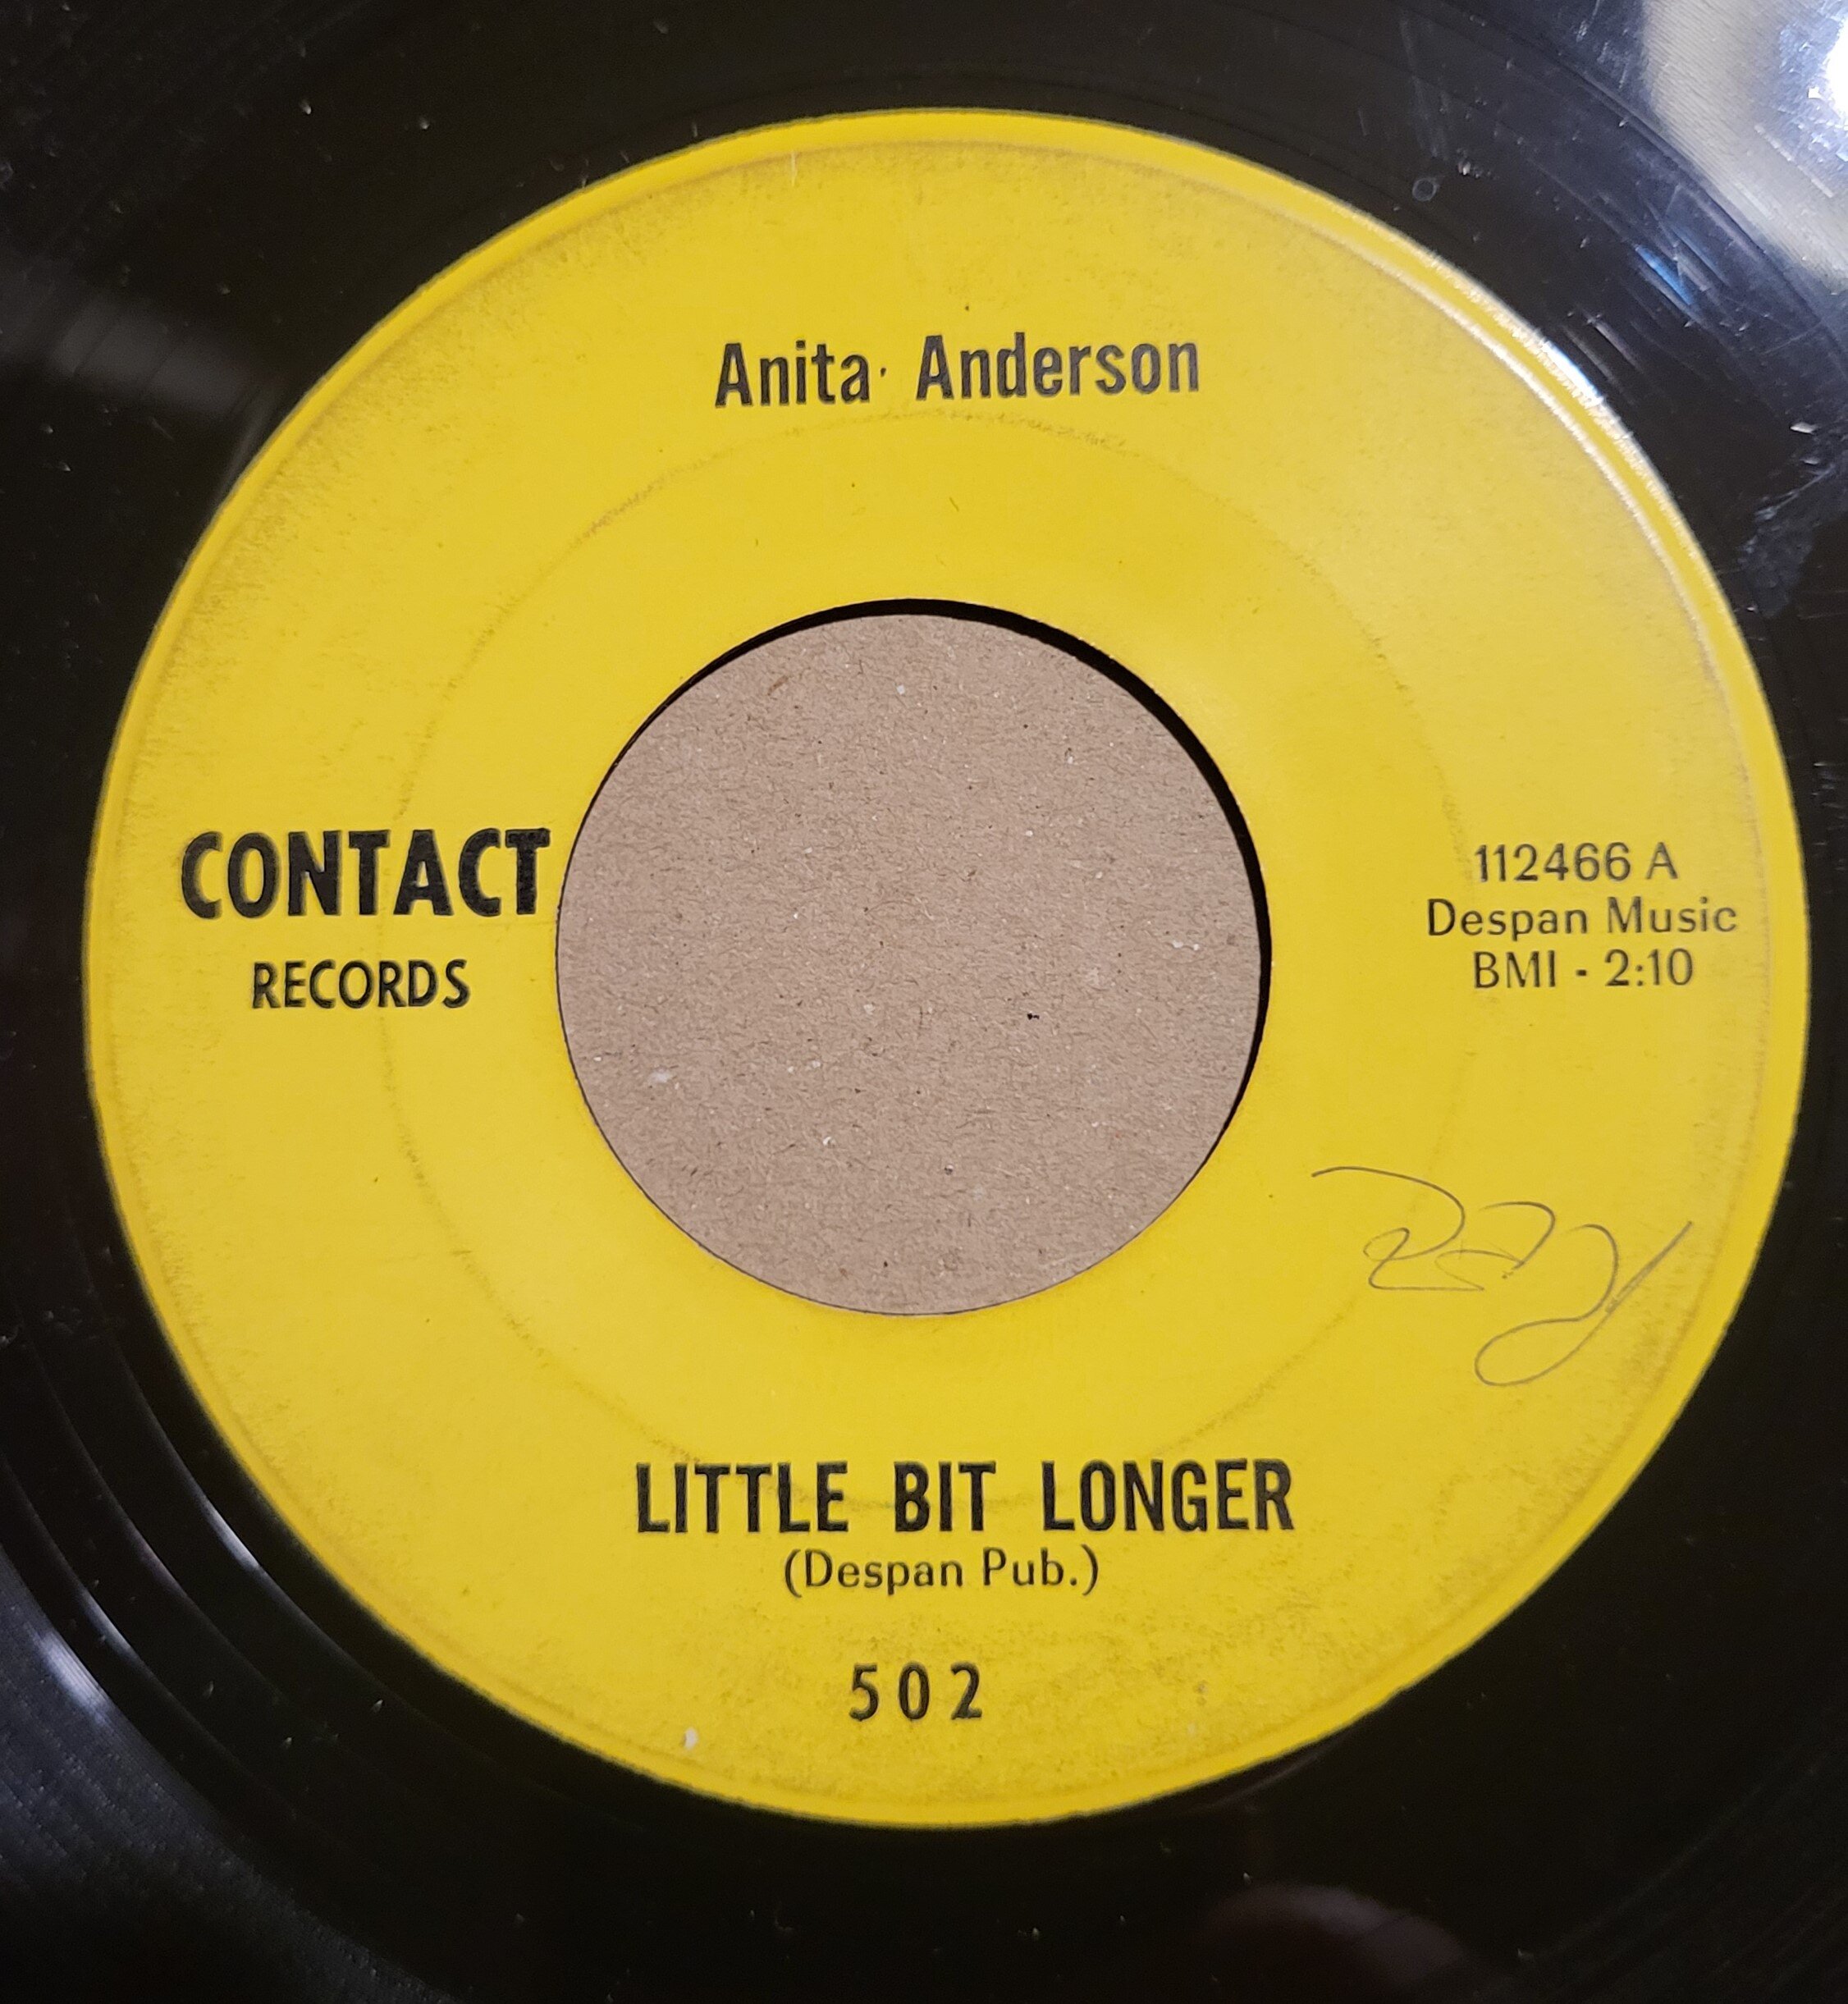 Anita Anderson
CONTACT
RECORDS
112466 A
Despan Music
BMI - 2:10
LITTLE BIT LONGER
(Despan Pub.)
502